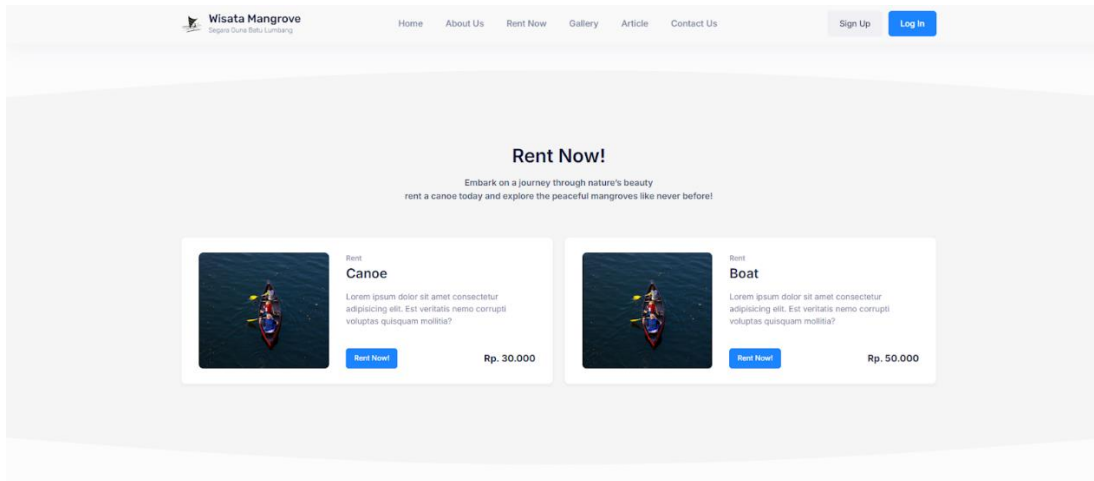 Wisata Mangrove
Segara Guna Batu Lumbang
Home About Us Rent Now Gallery Article Contact Us
Sign Up Log In
Rent Now!
Embark on a journey through nature's beauty
rent a canoe today and explore the peaceful mangroves like never before!
Rent
Canoe
Lorem ipsum dolor sit amet consectetur
adipisicing elit. Est veritatis nemo corrupti
voluptas quisquam mollitia?
Rent Now! Rp. 30.000
Rent
Boat
Lorem ipsum dolor sit amet consectetur
adipisicing elit. Est veritatis nemo corrupti
voluptas quisquam mollitia?
Rent Now! Rp. 50.000